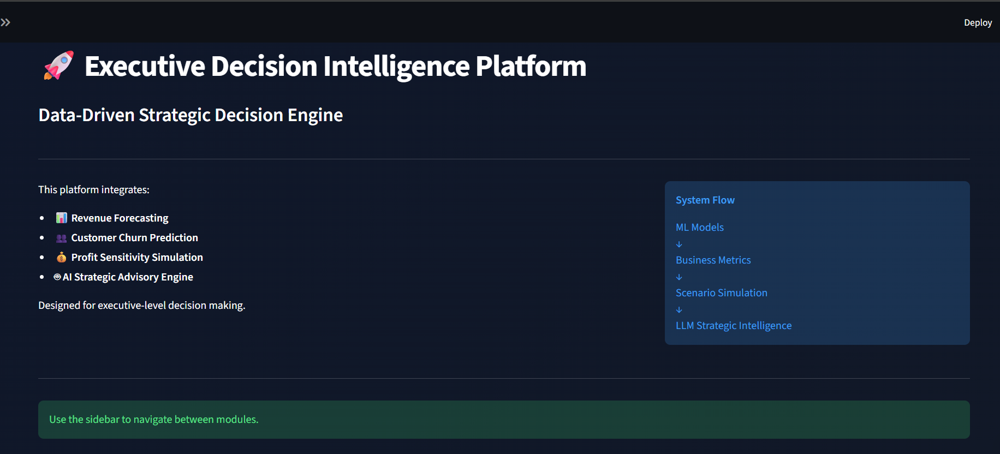 Deploy
🚀 Executive Decision Intelligence Platform
Data-Driven Strategic Decision Engine
This platform integrates:
• 📊 Revenue Forecasting
• 👥 Customer Churn Prediction
• 💰 Profit Sensitivity Simulation
• AI Strategic Advisory Engine
Designed for executive-level decision making.
System Flow
ML Models
↓
Business Metrics
↓
Scenario Simulation
↓
LLM Strategic Intelligence
Use the sidebar to navigate between modules.